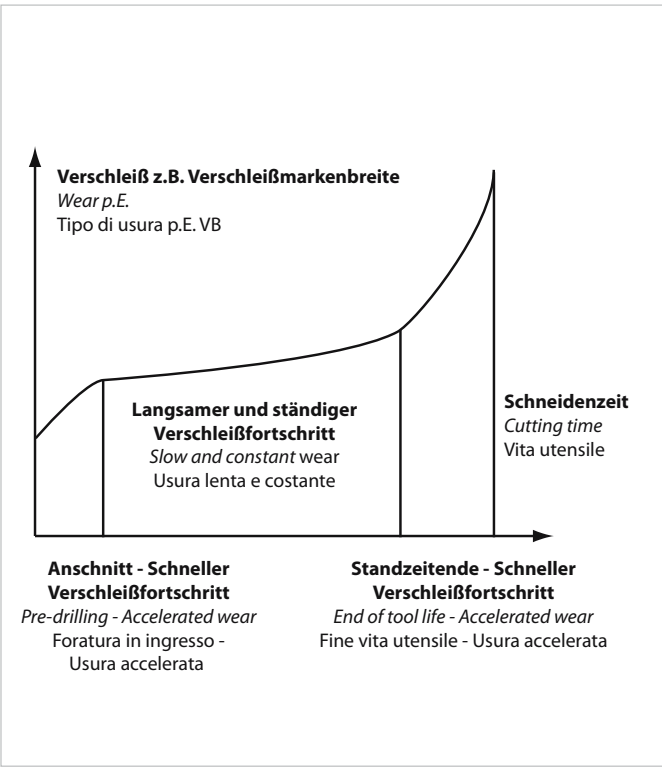 Verschleiß z.B. Verschleißmarkenbreite
Wear p.E.
Tipo di usura p.E. VB
Langsamer und ständiger
Verschleißfortschritt
Slow and constant wear
Usura lenta e costante
Schneidenzeit
Cutting time
Vita utensile
Anschnitt - Schneller
Verschleißfortschritt
Pre-drilling - Accelerated wear
Foratura in ingresso -
Usura accelerata
Standzeitende - Schneller
Verschleißfortschritt
End of tool life - Accelerated wear
Fine vita utensile - Usura accelerata